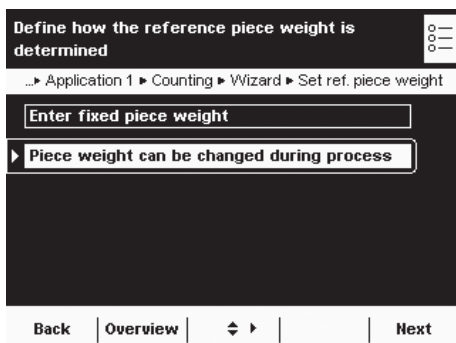 Define how the reference piece weight is
determined
...▸ Application 1 ▸ Counting ▸ Wizard ▸ Set ref. piece weight
Enter fixed piece weight
Piece weight can be changed during process
Back Overview Next